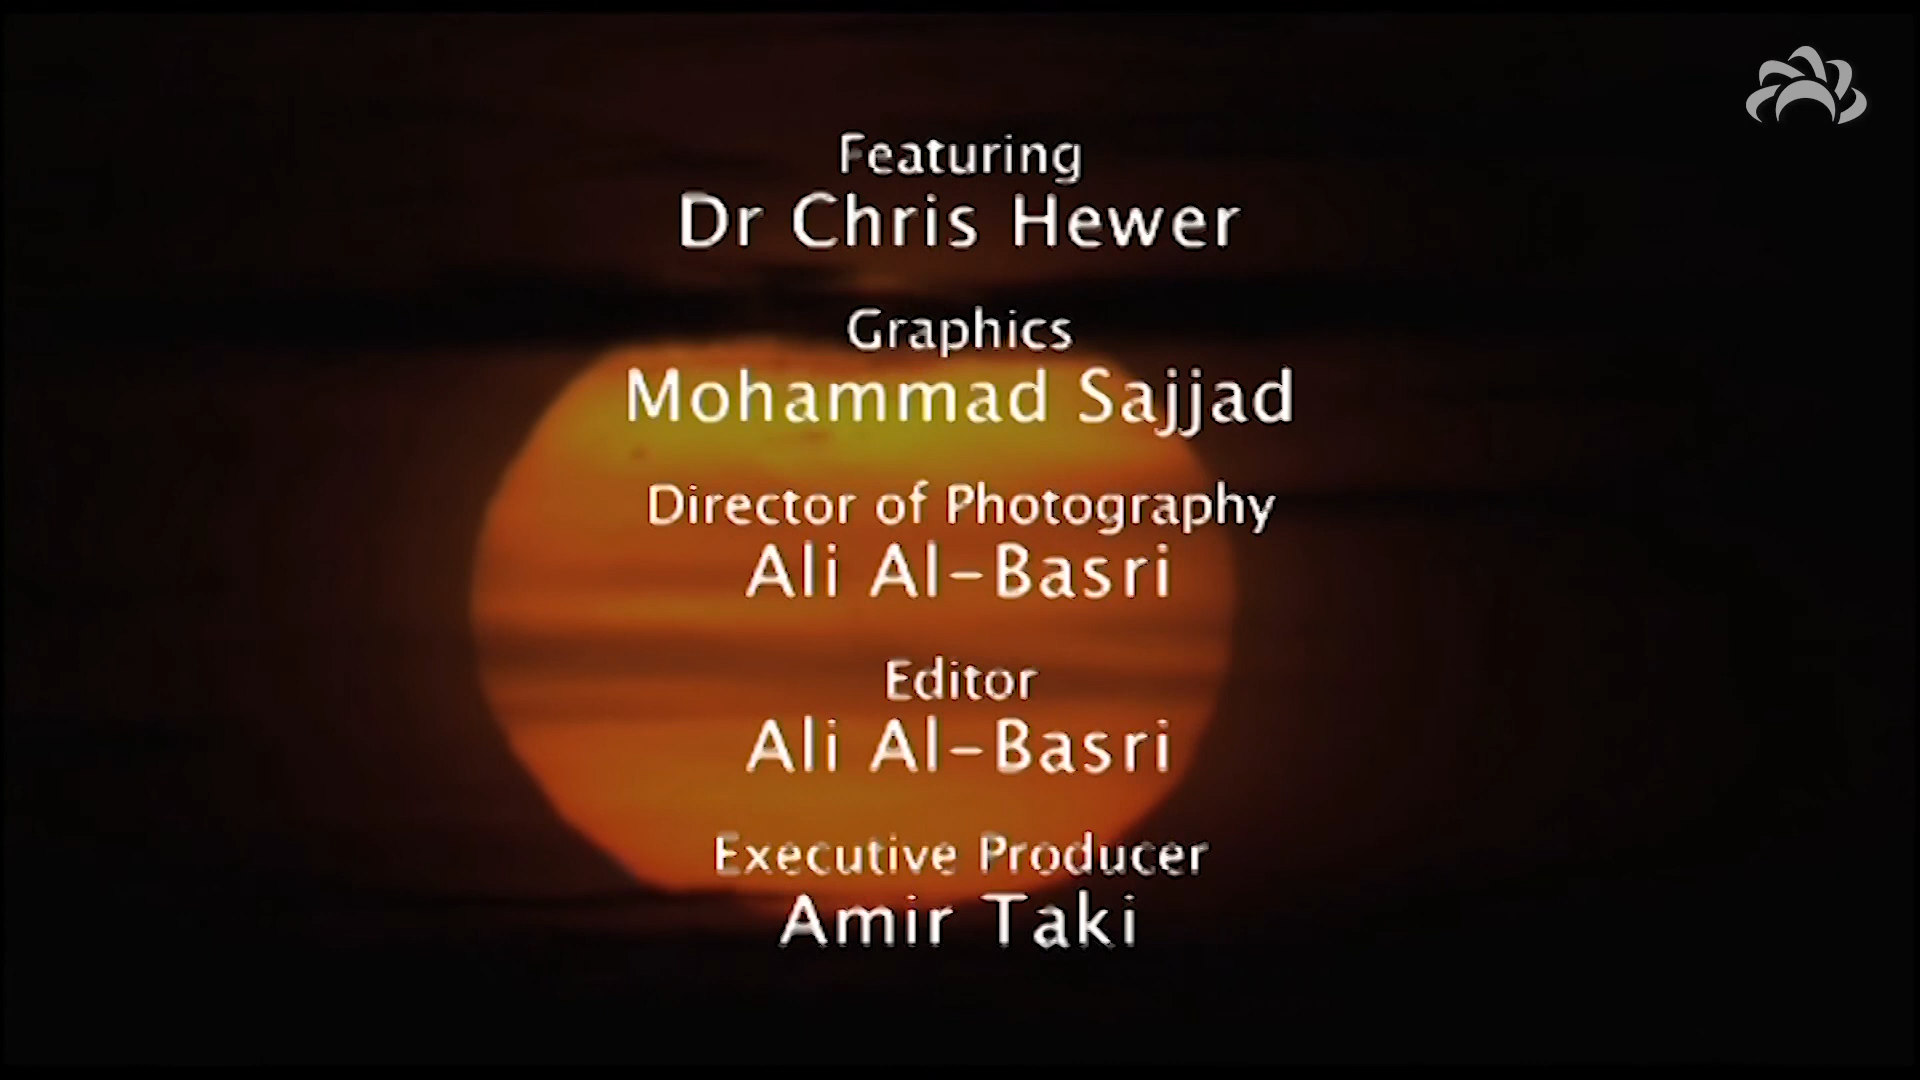 Featuring
Dr Chris Hewer
Graphics
Mohammad Sajjad
Director of Photography
Ali Al-Basri
Editor
Ali Al-Basri
Executive Producer
Amir Taki